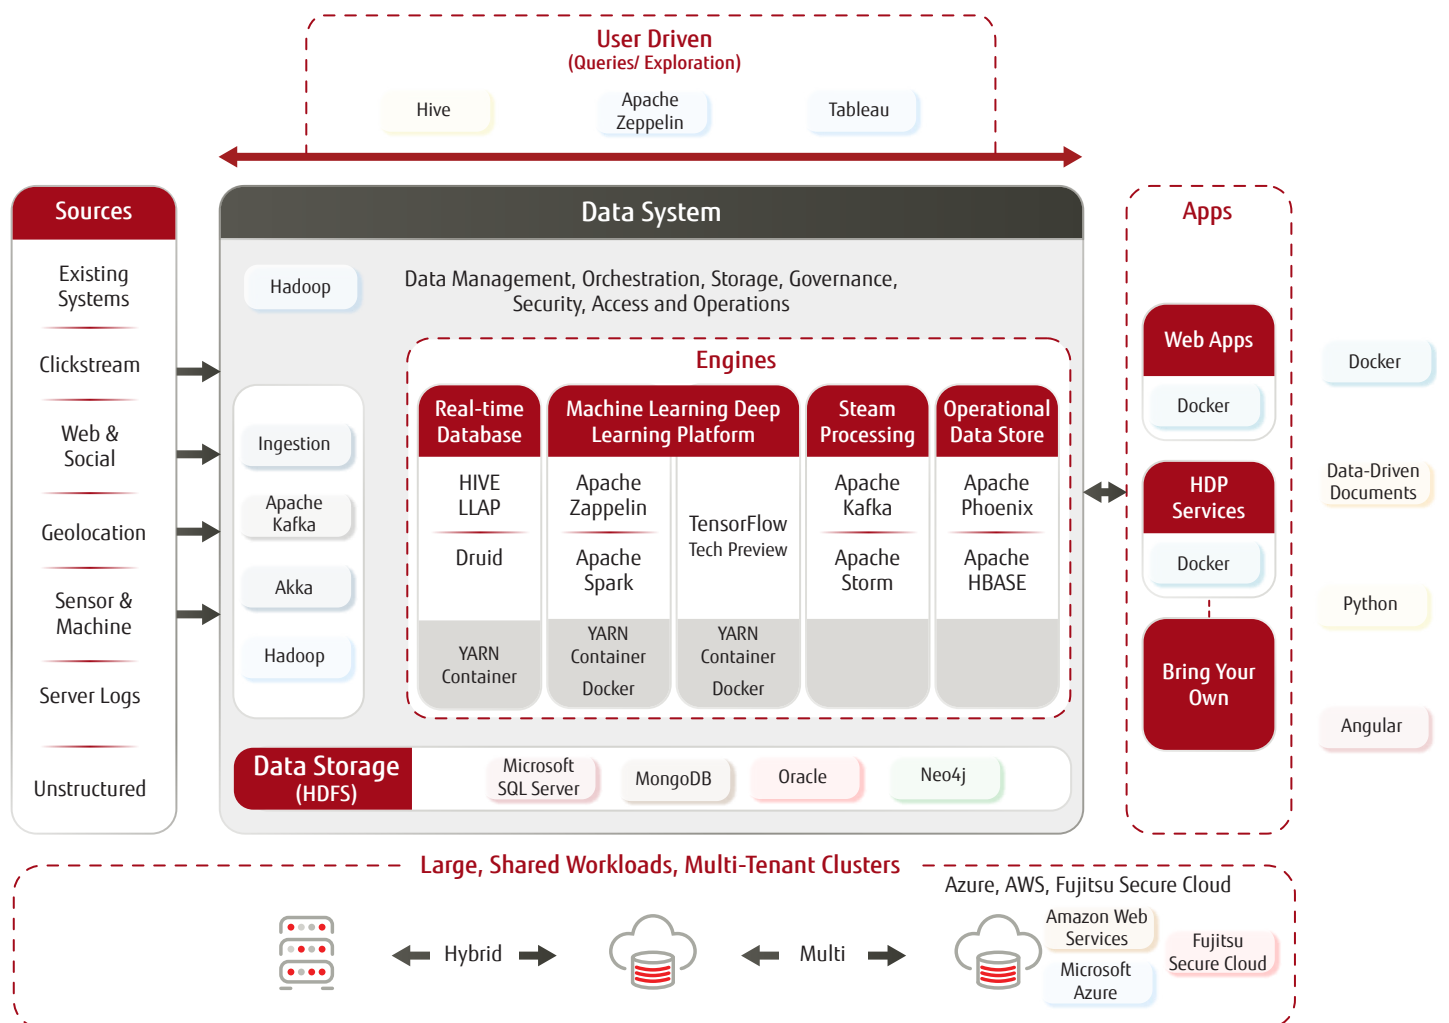 User Driven
(Queries/ Exploration)
Hive
Apache
Zeppelin
Tableau
Sources
Existing
Systems
Clickstream
Web &
Social
Geolocation
Sensor &
Machine
Server Logs
Unstructured
Data System
Hadoop
Data Management, Orchestration, Storage, Governance,
Security, Access and Operations
Ingestion
Apache
Kafka
Akka
Hadoop
Engines
Real-time
Database
HIVE
LLAP
Druid
YARN
Container
Machine Learning Deep
Learning Platform
Apache
Zappelin
Apache
Spark
YARN
Container
Docker
TensorFlow
Tech Preview
YARN
Container
Docker
Steam
Processing
Apache
Kafka
Apache
Storm
Operational
Data Store
Apache
Phoenix
Apache
HBASE
Data Storage
(HDFS)
Microsoft
SQL Server
MongoDB
Oracle
Neo4j
Apps
Web Apps
Docker
HDP
Services
Docker
Bring Your
Own
Docker
Data-Driven
Documents
Python
Angular
Large, Shared Workloads, Multi-Tenant Clusters
Hybrid
Multi
Azure, AWS, Fujitsu Secure Cloud
Amazon Web
Services
Microsoft
Azure
Fujitsu
Secure Cloud